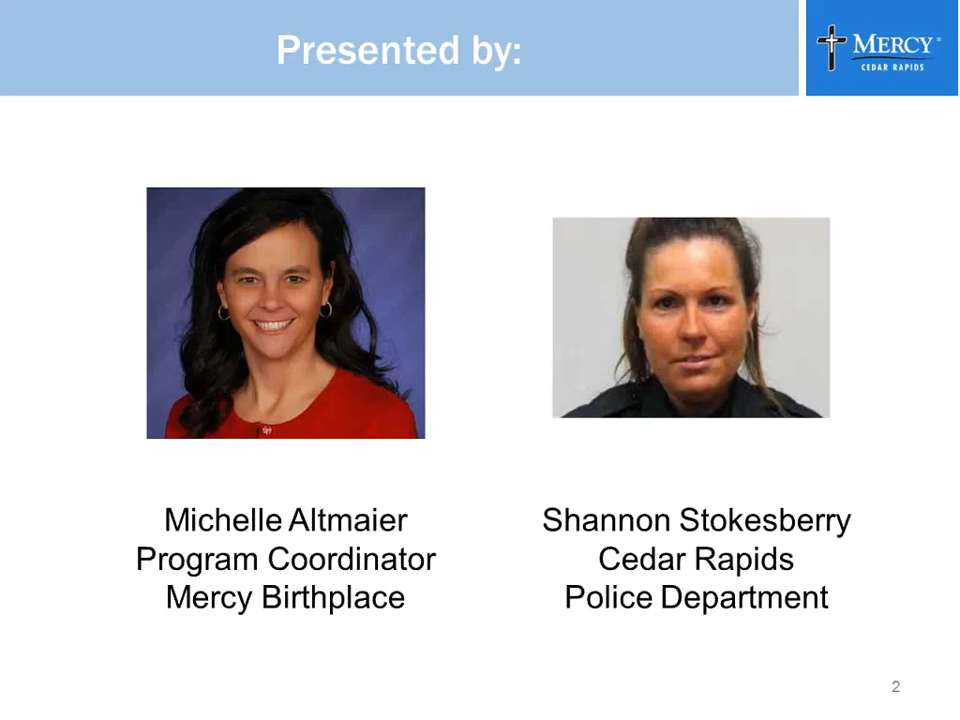 Presented by:
MERCY®
CEDAR RAPIDS
Michelle Altmaier
Program Coordinator
Mercy Birthplace
Shannon Stokesberry
Cedar Rapids
Police Department
2